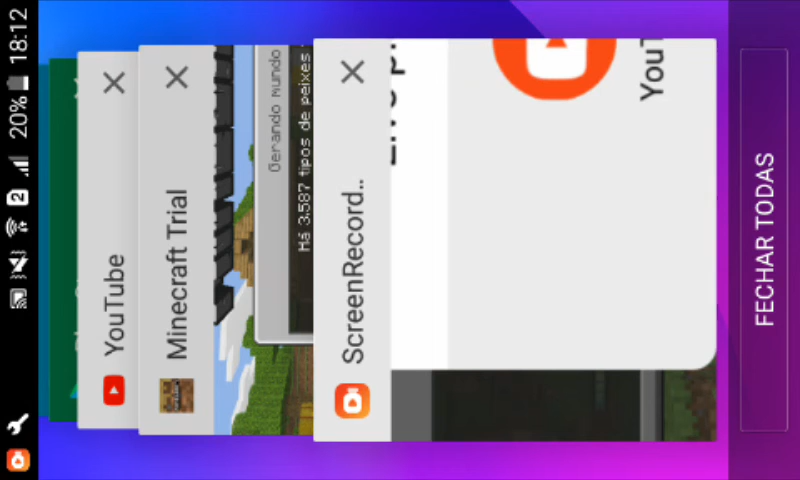 20% 18:12
2
YouTube
Minecraft Trial
Gerando Mundo
Há 3.587 tipos de peixes
ScreenRecord..
YouT
FECHAR TODAS